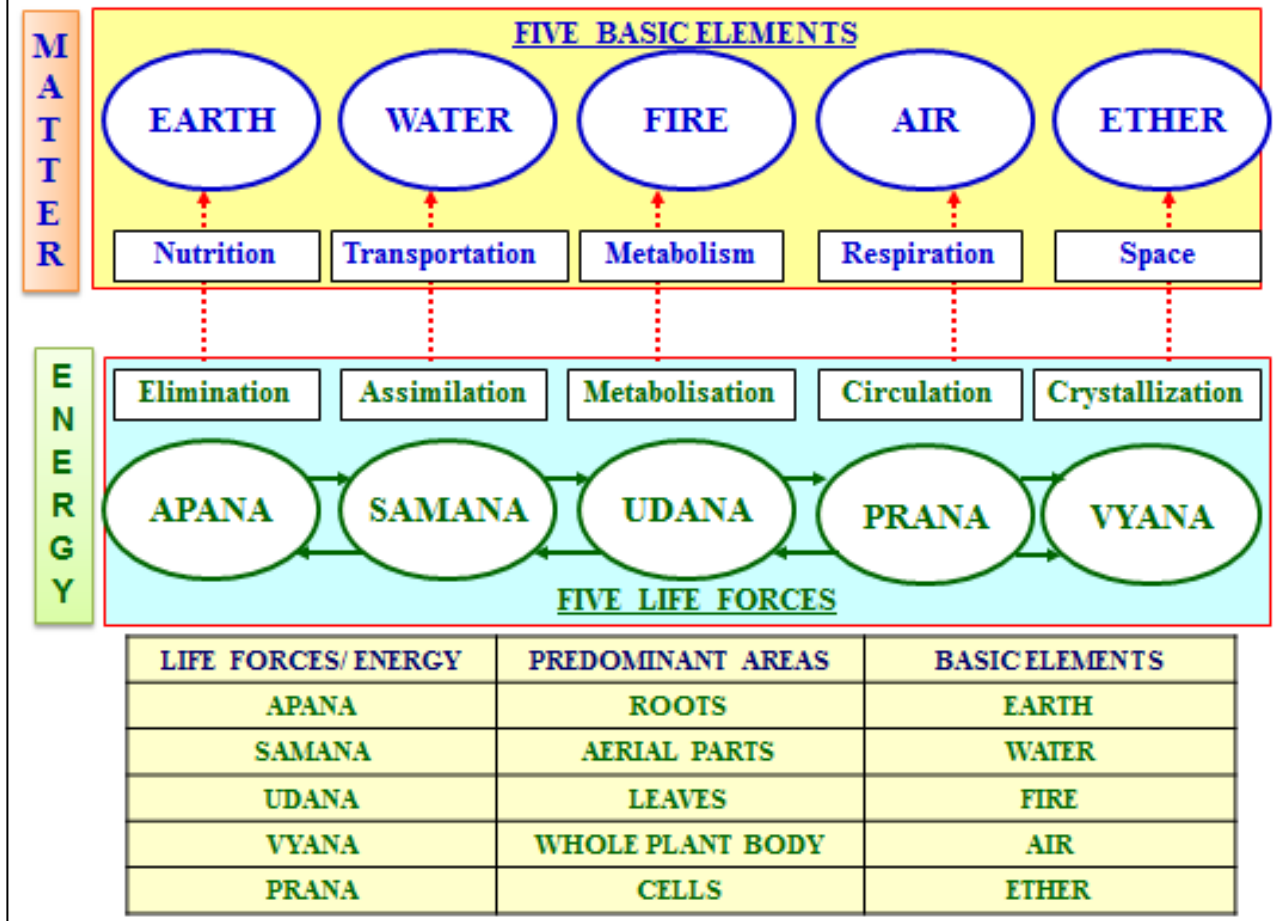 MATTER
FIVE BASIC ELEMENTS
EARTH WATER FIRE AIR ETHER
Nutrition Transportation Metabolism Respiration Space
ENERGY
Elimination Assimilation Metabolisation Circulation Crystallization
APANA SAMANA UDANA PRANA VYANA
FIVE LIFE FORCES
LIFE FORCES/ ENERGY PREDOMINANT AREAS BASIC ELEMENTS
APANA ROOTS EARTH
SAMANA AERIAL PARTS WATER
UDANA LEAVES FIRE
VYANA WHOLE PLANT BODY AIR
PRANA CELLS ETHER